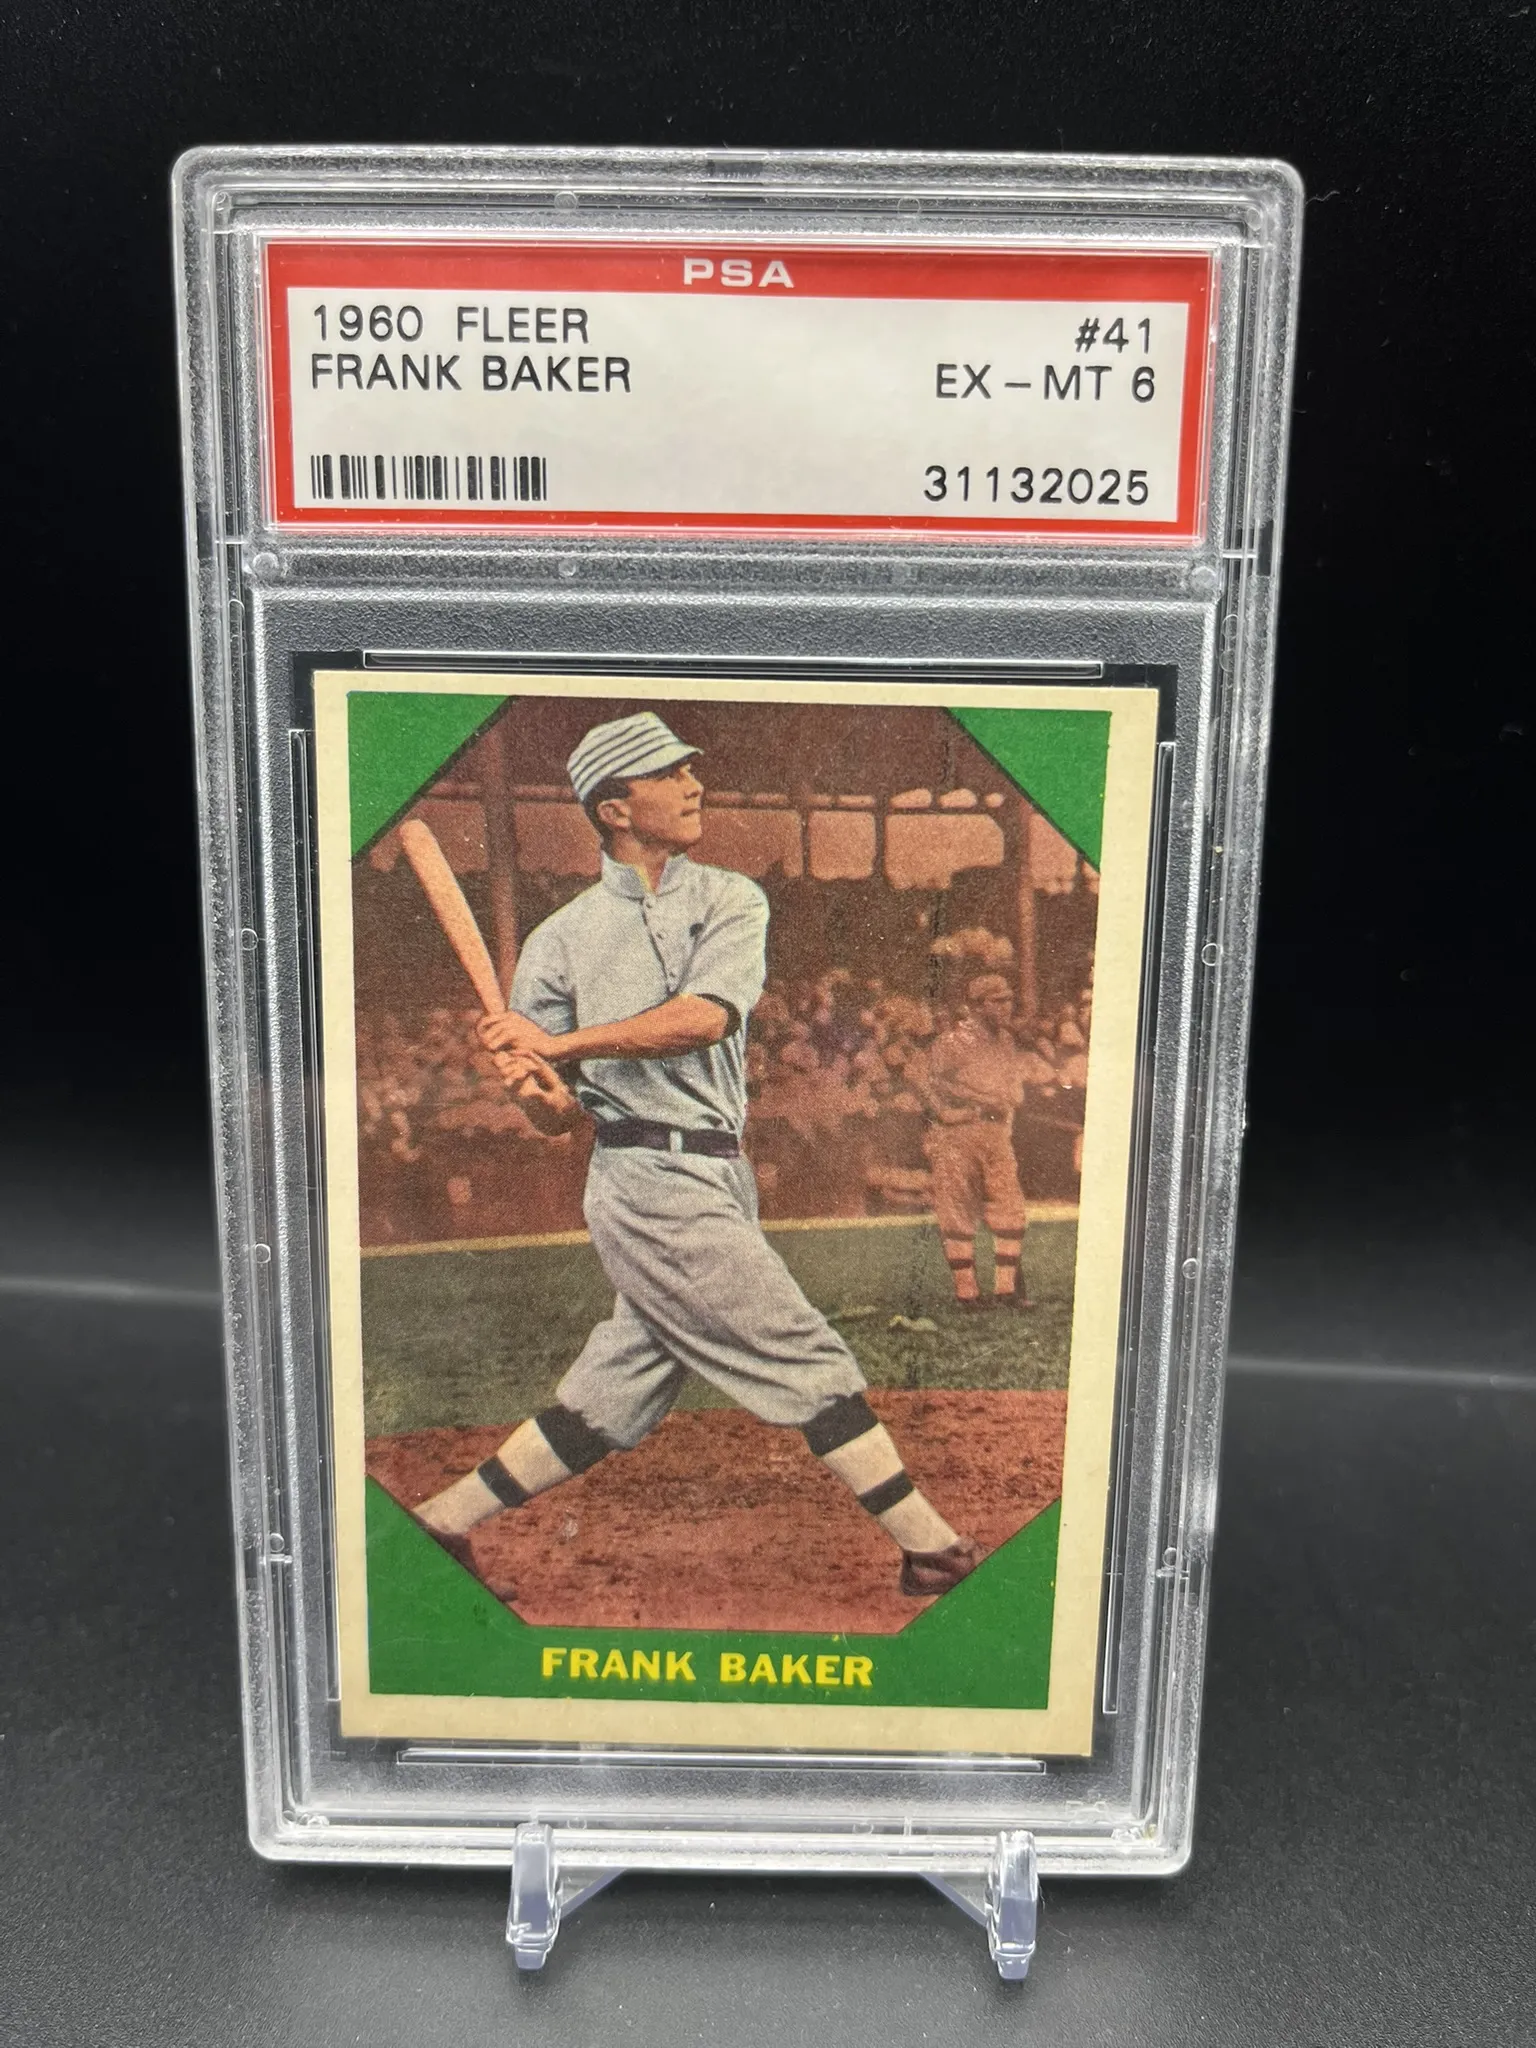 PSA
1960 FLEER #41
FRANK BAKER EX-MT 6
31132025
FRANK BAKER